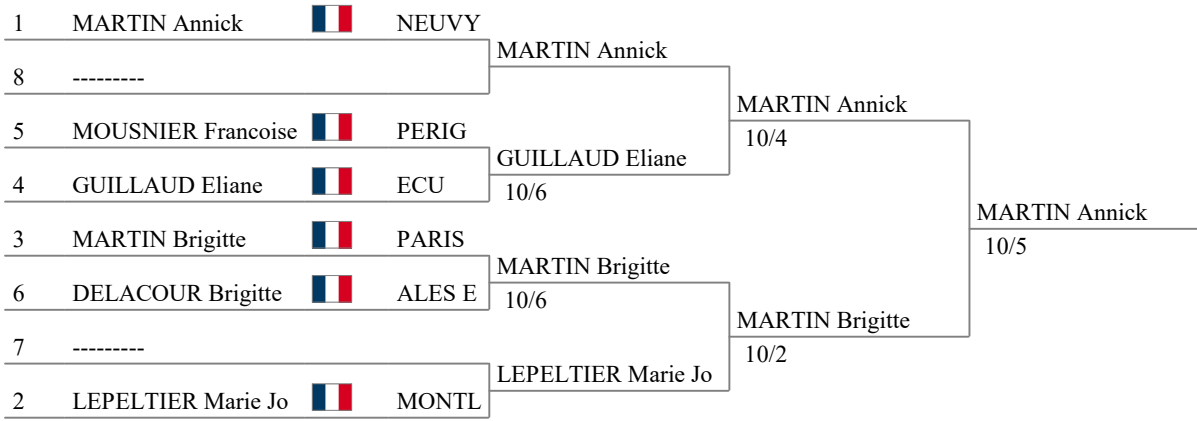 1 MARTIN Annick NEUVY
MARTIN Annick
8 ---------
MARTIN Annick
10/4
5 MOUSNIER Francoise PERIG
GUILLAUD Eliane
10/6
4 GUILLAUD Eliane ECU
MARTIN Annick
10/5
3 MARTIN Brigitte PARIS
MARTIN Brigitte
10/6
6 DELACOUR Brigitte ALES E
MARTIN Brigitte
10/2
7 ---------
LEPELTIER Marie Jo
2 LEPELTIER Marie Jo MONTL